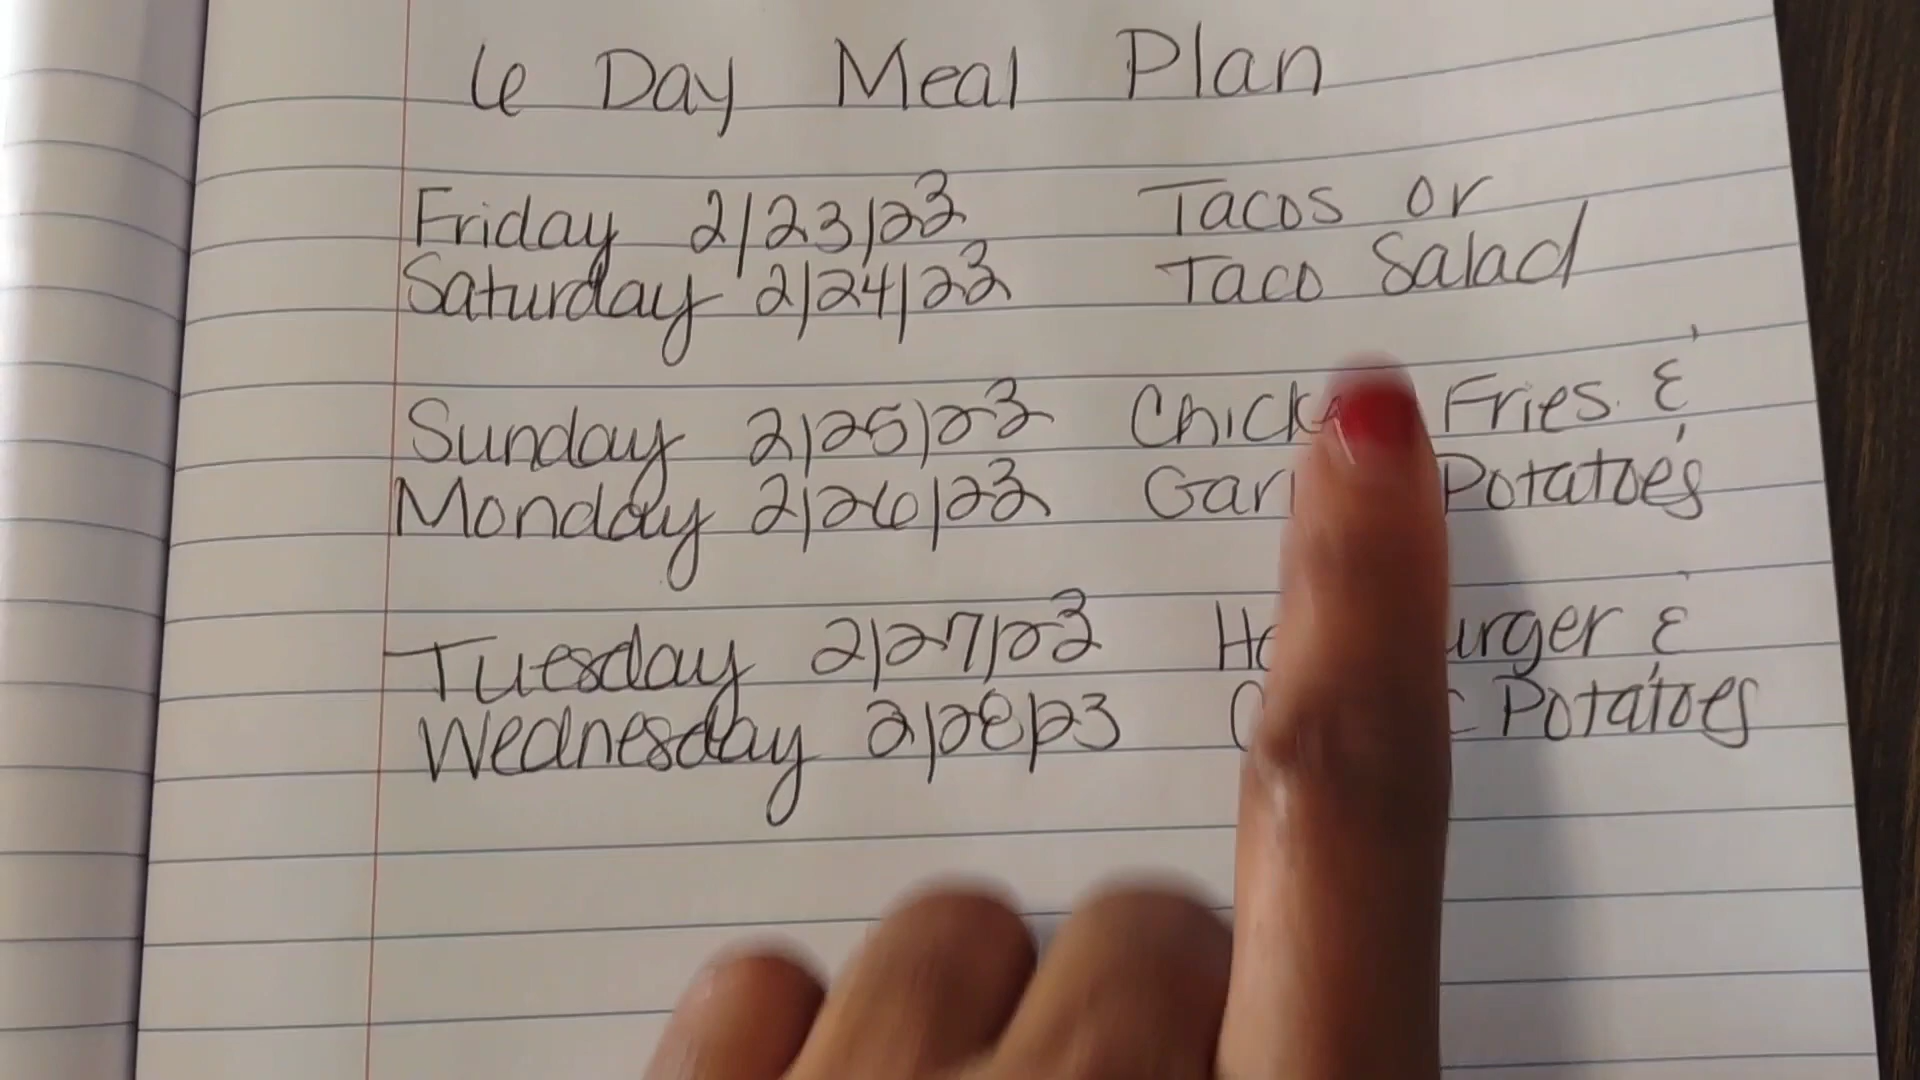 6 Day Meal Plan
Friday 2/23/23 Tacos or
Saturday 2/24/23 Taco Salad
Sunday 2/25/23 Fries &
Monday 2/26/23 Potatoes
Tuesday 2/27/23 &
Wednesday 2/28/23 Potatoes